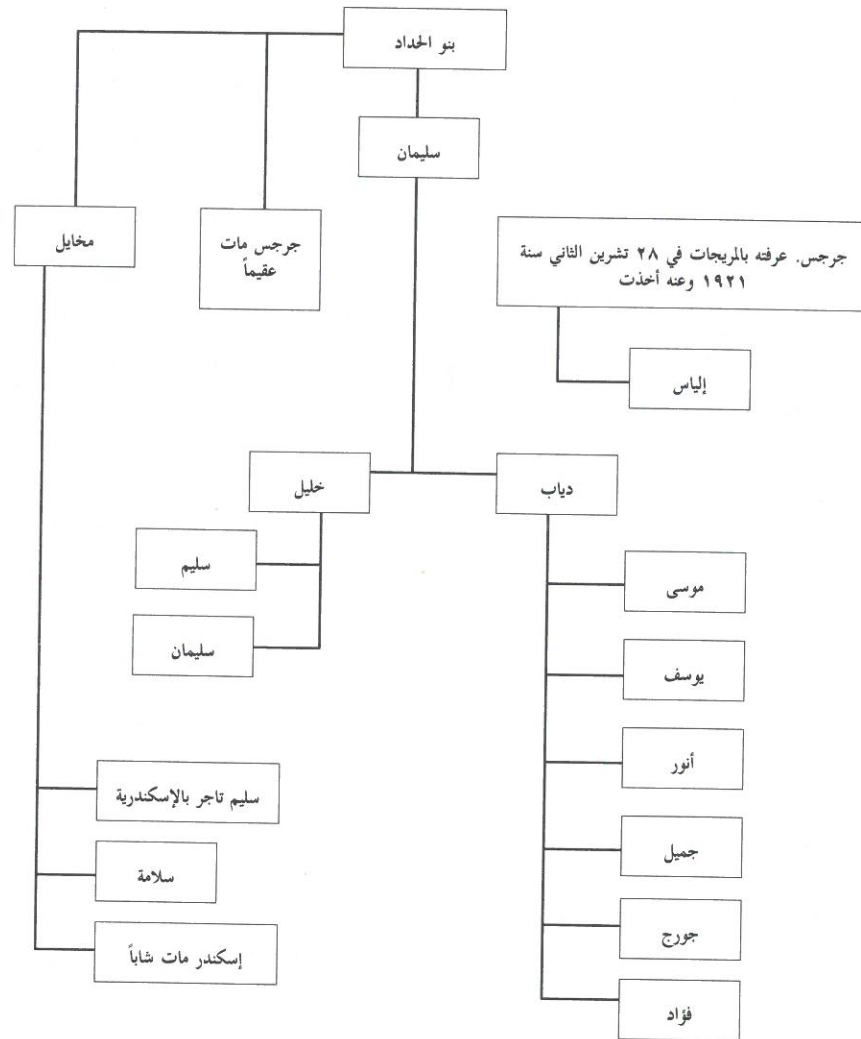 بنو الحداد
سليمان
مخايل
جرجس مات
عقيماً
جرجس. عرفته بالمريجات في ٢٨ تشرين الثاني سنة
١٩٢١ وعنه أخذت
إلياس
دياب
خليل
سليم
سليمان
موسى
يوسف
أنور
جميل
جورج
فؤاد
سليم تاجر بالإسكندرية
سلامة
إسكندر مات شاباً